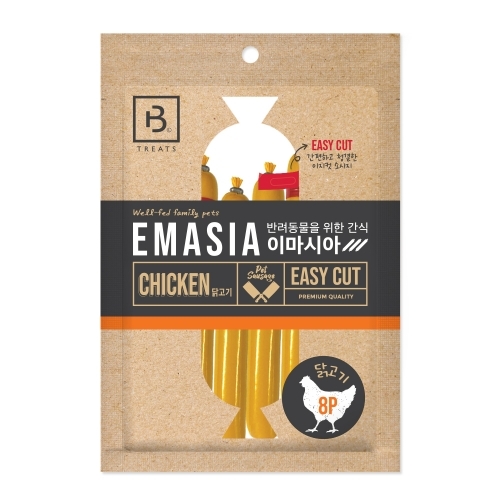 B
TREATS
EASY CUT
간편하고 청결한
이지컷 소시지
Well-fed family pets
반려동물을 위한 간식
EMASIA 이마시아
CHICKEN 닭고기
Pet Sausage
EASY CUT
PREMIUM QUALITY
닭고기
8P